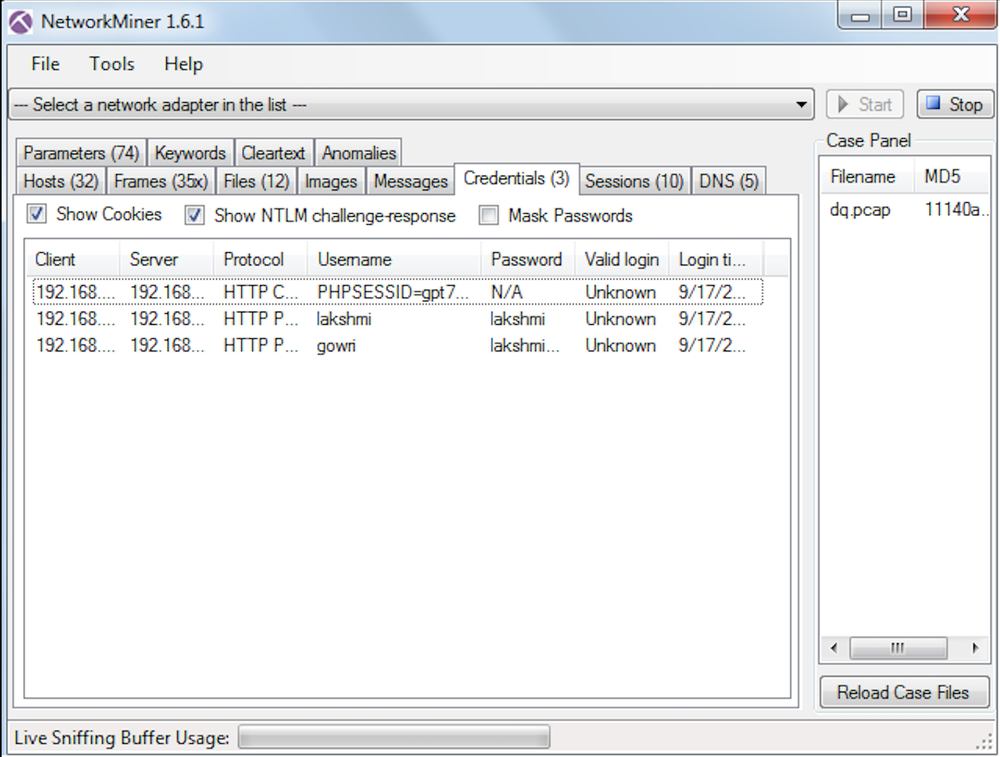 NetworkMiner 1.6.1
File Tools Help
--- Select a network adapter in the list ---
Start Stop
Parameters (74) Keywords Cleartext Anomalies
Hosts (32) Frames (35x) Files (12) Images Messages Credentials (3) Sessions (10) DNS (5)
Show Cookies Show NTLM challenge-response Mask Passwords
Client Server Protocol Username Password Valid login Login ti...
192.168.... 192.168... HTTP C... PHPSESSID=gpt7... N/A Unknown 9/17/2...
192.168.... 192.168... HTTP P... lakshmi lakshmi Unknown 9/17/2...
192.168.... 192.168... HTTP P... gowri lakshmi... Unknown 9/17/2...
Case Panel
Filename MD5
dq.pcap 11140a..
Reload Case Files
Live Sniffing Buffer Usage: